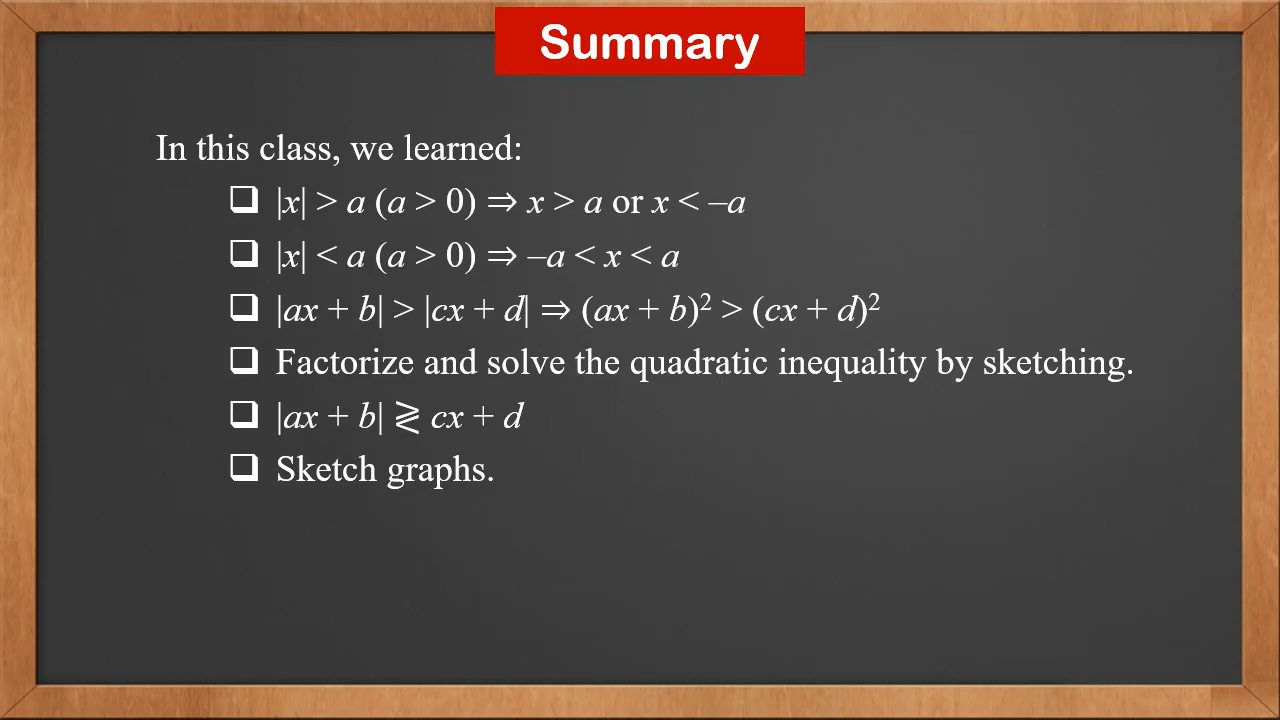 Summary
In this class, we learned:
❑ |x| > a (a > 0) ⇒ x > a or x < –a
❑ |x| < a (a > 0) ⇒ –a < x < a
❑ |ax + b| > |cx + d| ⇒ (ax + b)² > (cx + d)²
❑ Factorize and solve the quadratic inequality by sketching.
❑ |ax + b| ≷ cx + d
❑ Sketch graphs.